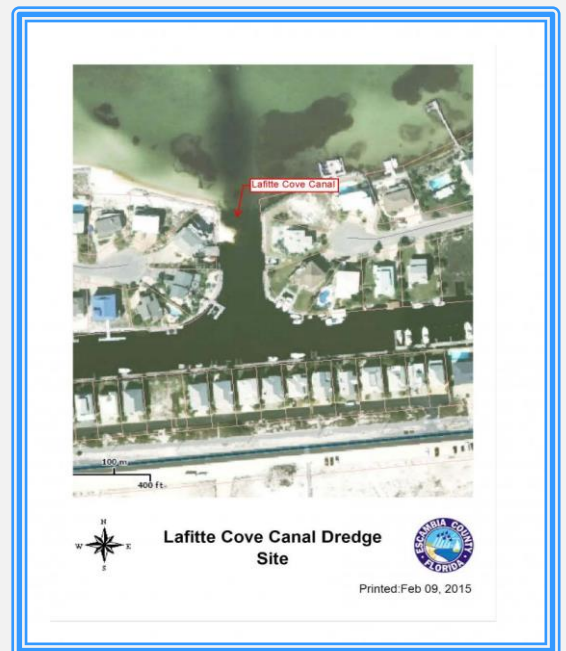 Lafitte Cove Canal
100 m
400 ft
N
W E
S
Lafitte Cove Canal Dredge
Site
ESCAMBIA COUNTY
FLORIDA
Printed:Feb 09, 2015